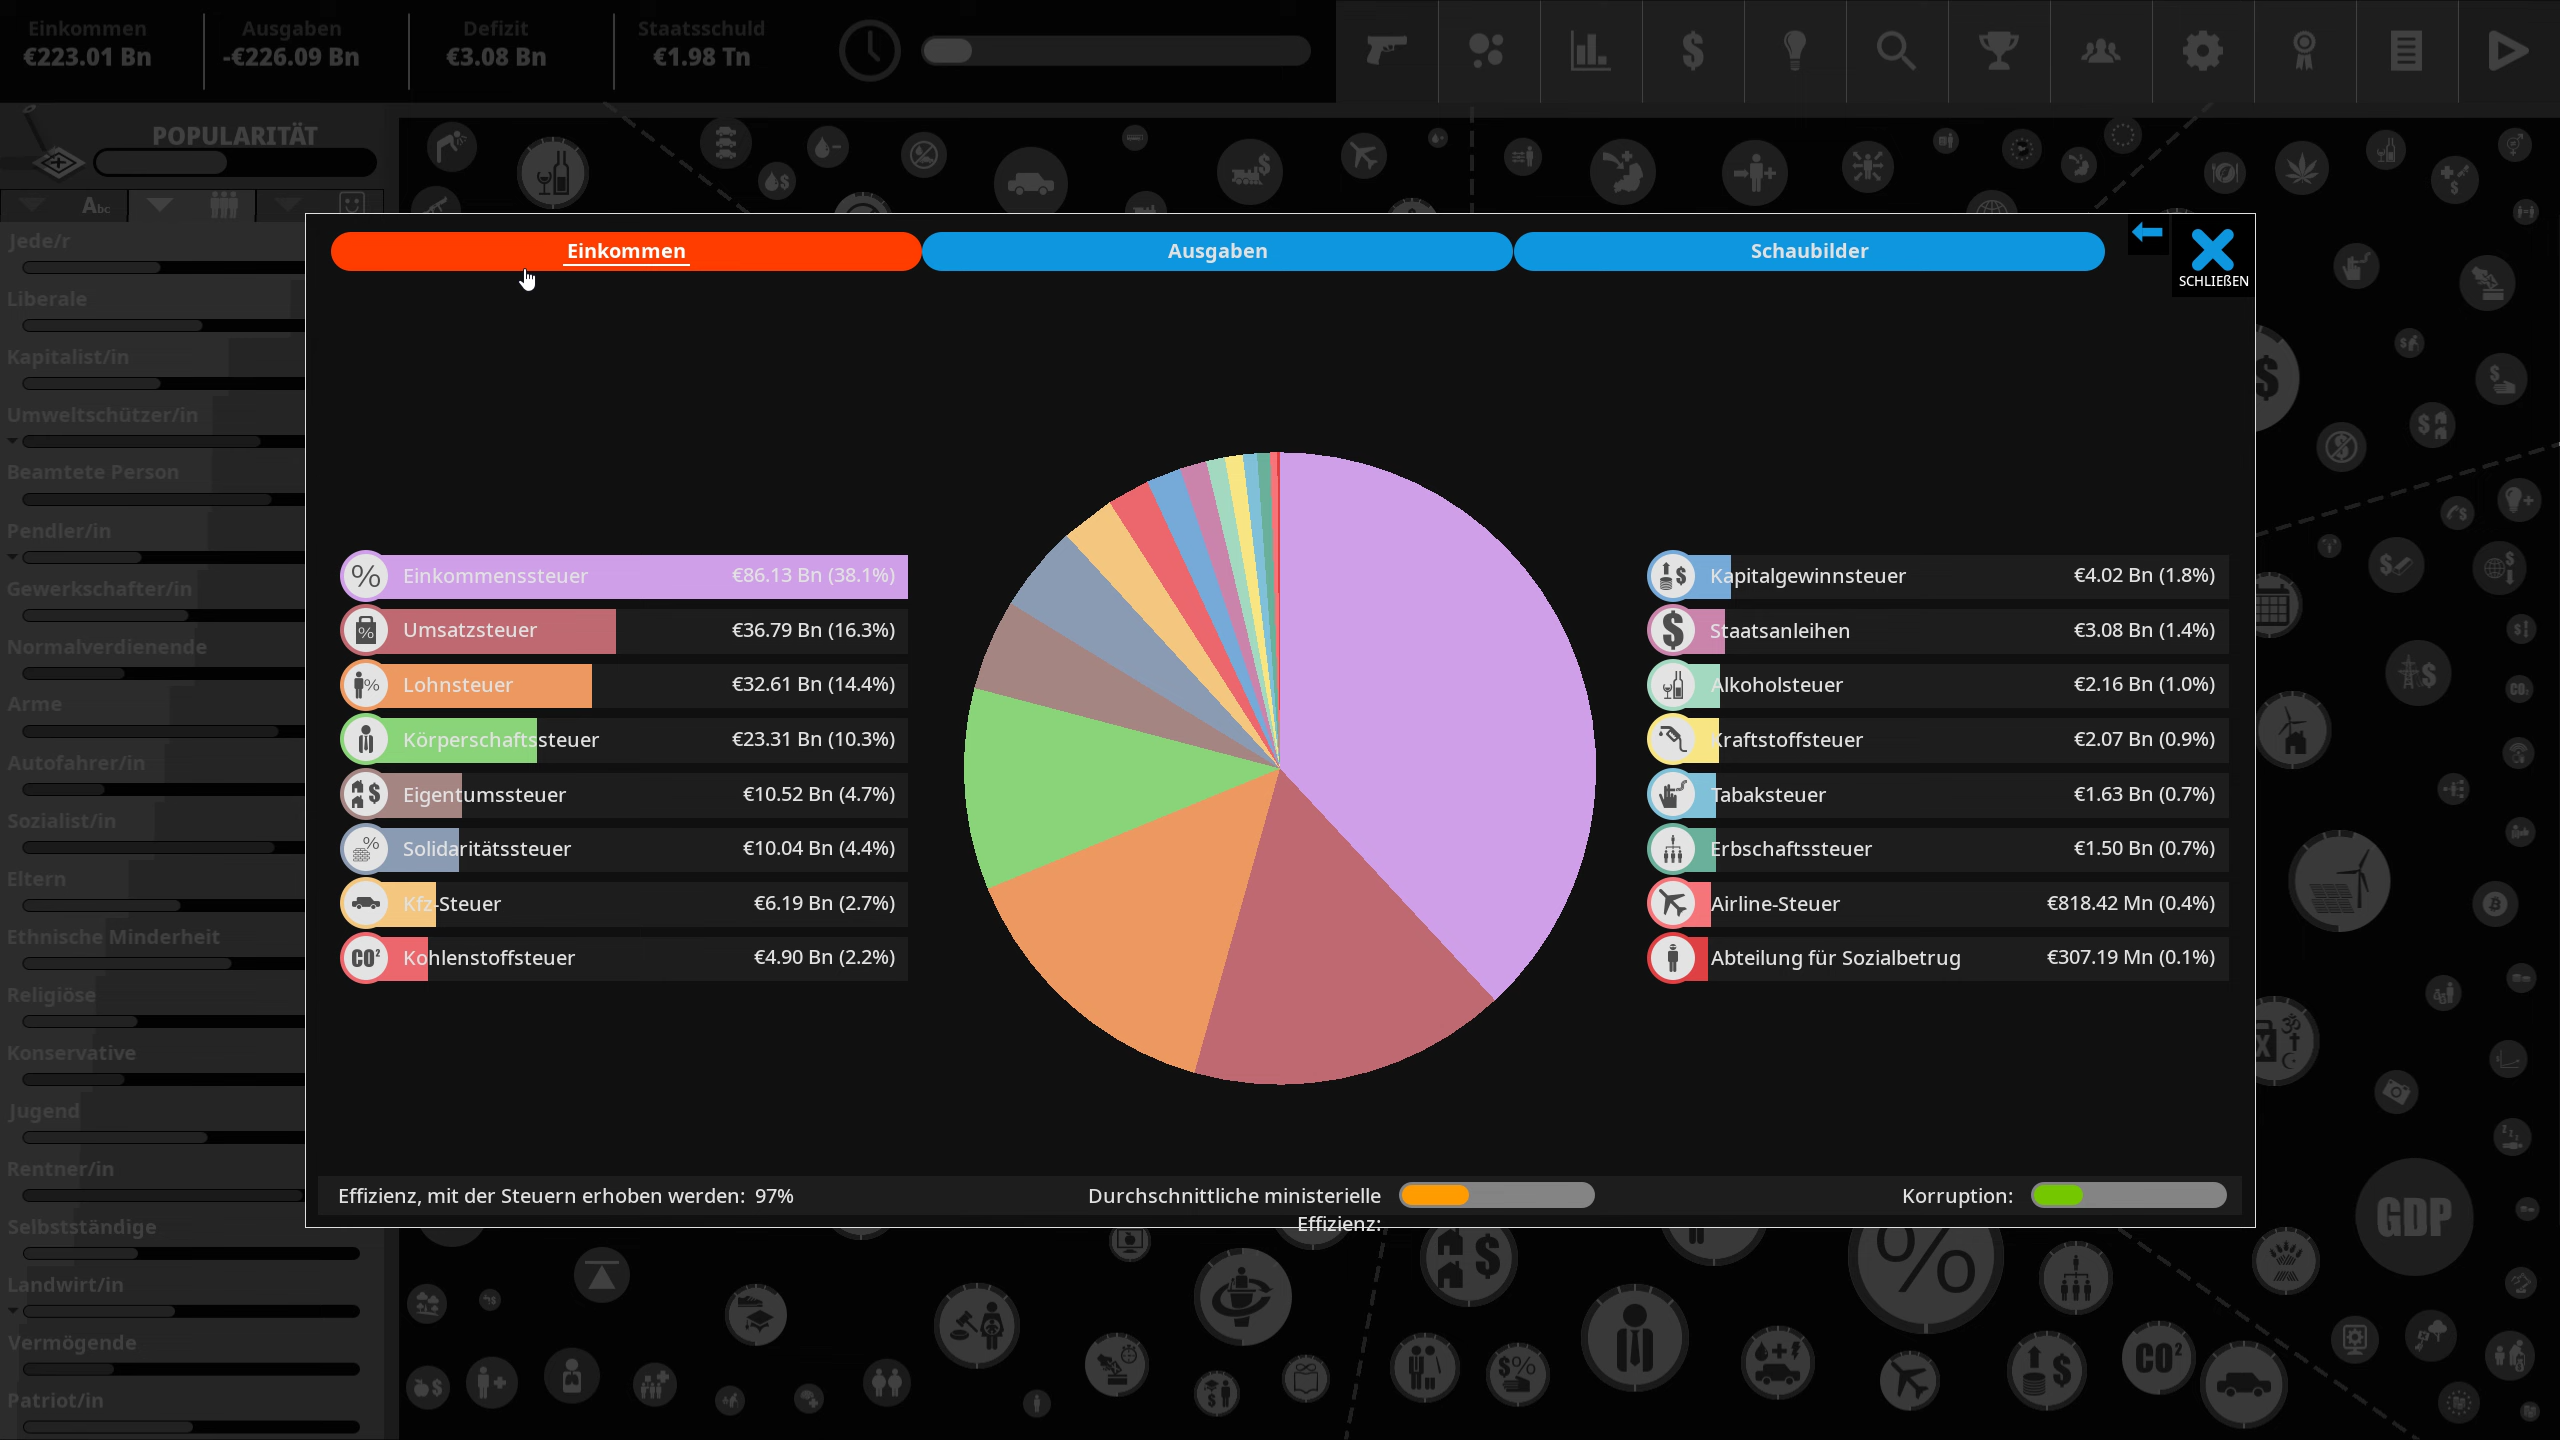 Einkommen
€223.01 Bn
Ausgaben
-€226.09 Bn
Defizit
€3.08 Bn
Staatsschuld
€1.98 Tn
POPULARITÄT
Abc
Jede/r
Liberale
Kapitalist/in
Umweltschützer/in
Beamtete Person
Pendler/in
Gewerkschafter/in
Normalverdienende
Arme
Autofahrer/in
Sozialist/in
Eltern
Ethnische Minderheit
Religiöse
Konservative
Jugend
Rentner/in
Selbstständige
Landwirt/in
Vermögende
Patriot/in
Einkommen
Ausgaben
Schaubilder
SCHLIEẞEN
% Einkommenssteuer €86.13 Bn (38.1%)
% Umsatzsteuer €36.79 Bn (16.3%)
% Lohnsteuer €32.61 Bn (14.4%)
Körperschaftssteuer €23.31 Bn (10.3%)
$ Eigentumssteuer €10.52 Bn (4.7%)
% Solidaritätssteuer €10.04 Bn (4.4%)
Kfz-Steuer €6.19 Bn (2.7%)
CO² Kohlenstoffsteuer €4.90 Bn (2.2%)
$ Kapitalgewinnsteuer €4.02 Bn (1.8%)
$ Staatsanleihen €3.08 Bn (1.4%)
Alkoholsteuer €2.16 Bn (1.0%)
Kraftstoffsteuer €2.07 Bn (0.9%)
Tabaksteuer €1.63 Bn (0.7%)
Erbschaftssteuer €1.50 Bn (0.7%)
Airline-Steuer €818.42 Mn (0.4%)
Abteilung für Sozialbetrug €307.19 Mn (0.1%)
Effizienz, mit der Steuern erhoben werden: 97%
Durchschnittliche ministerielle
Effizienz:
Korruption:
GDP
CO²